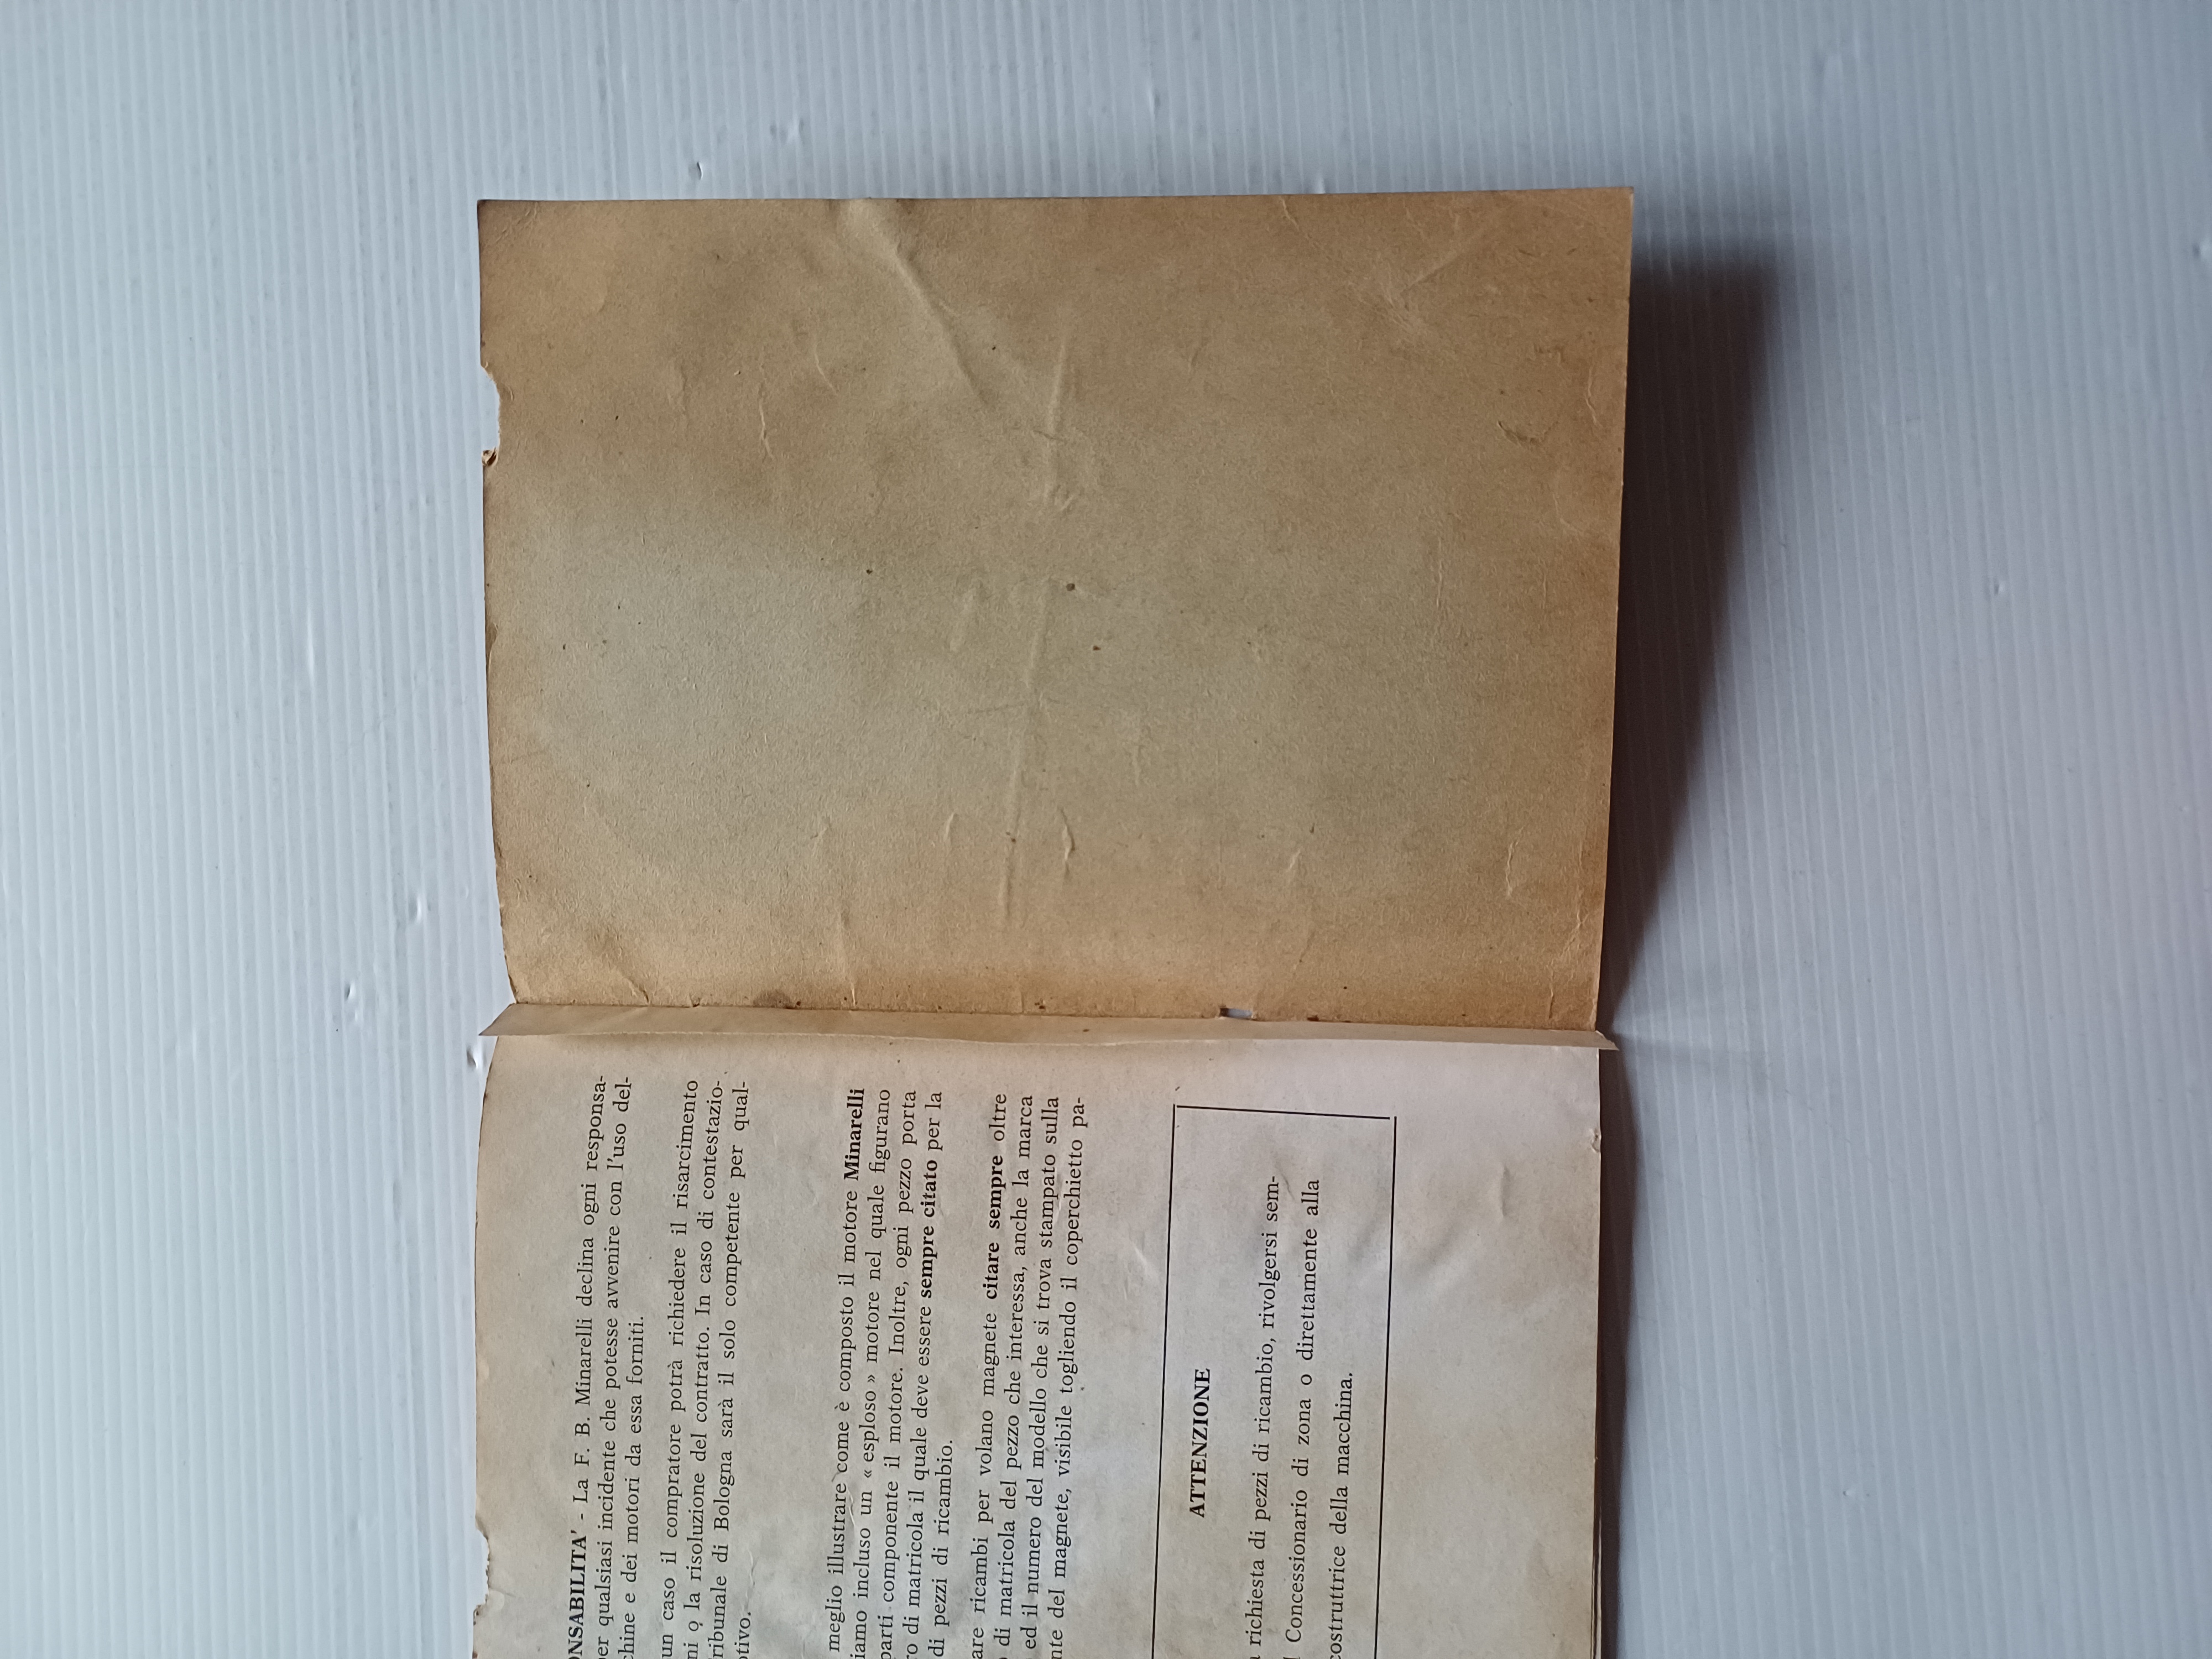 ONSABILITA' - La F. B. Minarelli declina ogni responsa-
er qualsiasi incidente che potesse avvenire con l'uso del-
chine e dei motori da essa forniti.
un caso il compratore potrà richiedere il risarcimento
ni o la risoluzione del contratto. In caso di contestazio-
ribunale di Bologna sarà il solo competente per qual-
otivo.
meglio illustrare come è composto il motore Minarelli
iamo incluso un « esploso » motore nel quale figurano
parti componente il motore. Inoltre, ogni pezzo porta
o di matricola il quale deve essere sempre citato per la
di pezzi di ricambio.
are ricambi per volano magnete citare sempre oltre
di matricola del pezzo che interessa, anche la marca
ed il numero del modello che si trova stampato sulla
nte del magnete, visibile togliendo il coperchietto pa-
ATTENZIONE
richiesta di pezzi di ricambio, rivolgersi sem-
Concessionario di zona o direttamente alla
costruttrice della macchina.